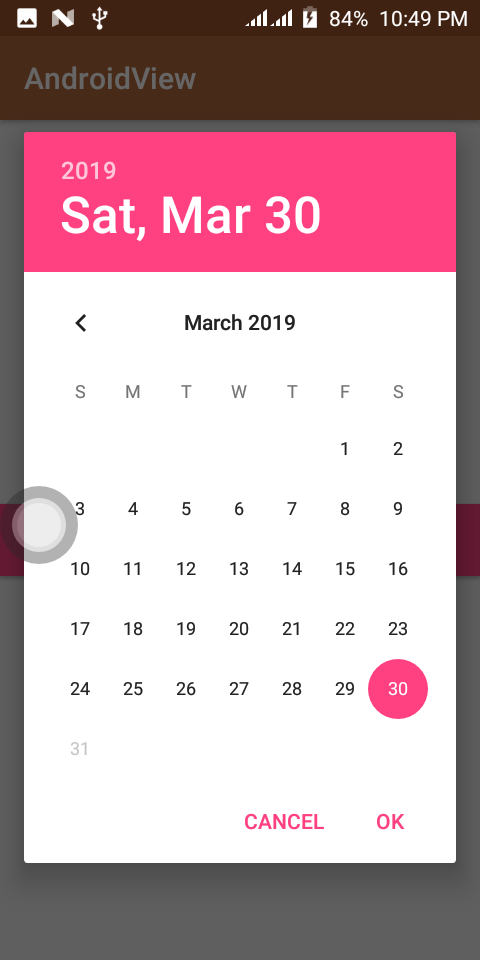 84% 10:49 PM
AndroidView
2019
Sat, Mar 30
March 2019
S M T W T F S
1 2
3 4 5 6 7 8 9
10 11 12 13 14 15 16
17 18 19 20 21 22 23
24 25 26 27 28 29 30
31
CANCEL OK